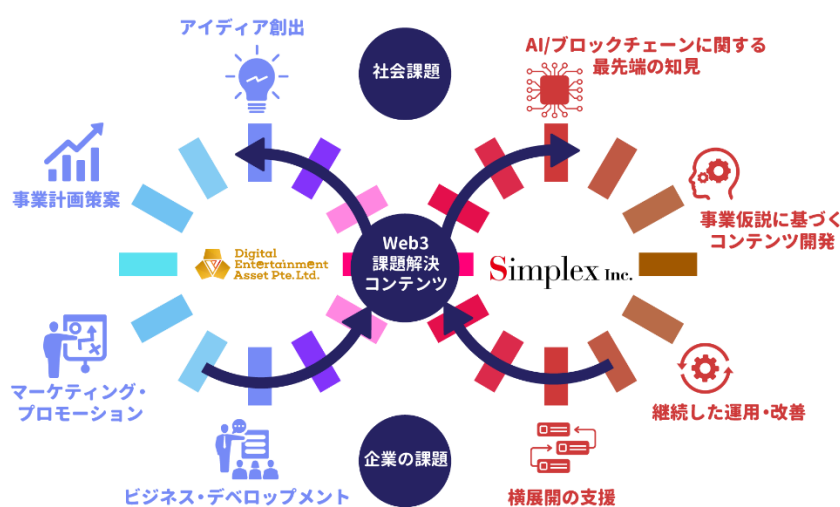 アイディア創出
社会課題
AI/ブロックチェーンに関する
最先端の知見
事業計画策案
事業仮説に基づく
コンテンツ開発
Digital
Entertainment
Asset Pte.Ltd.
Web3
課題解決
コンテンツ
Simplex Inc.
マーケティング・
プロモーション
継続した運用・改善
ビジネス・デベロップメント
企業の課題
横展開の支援